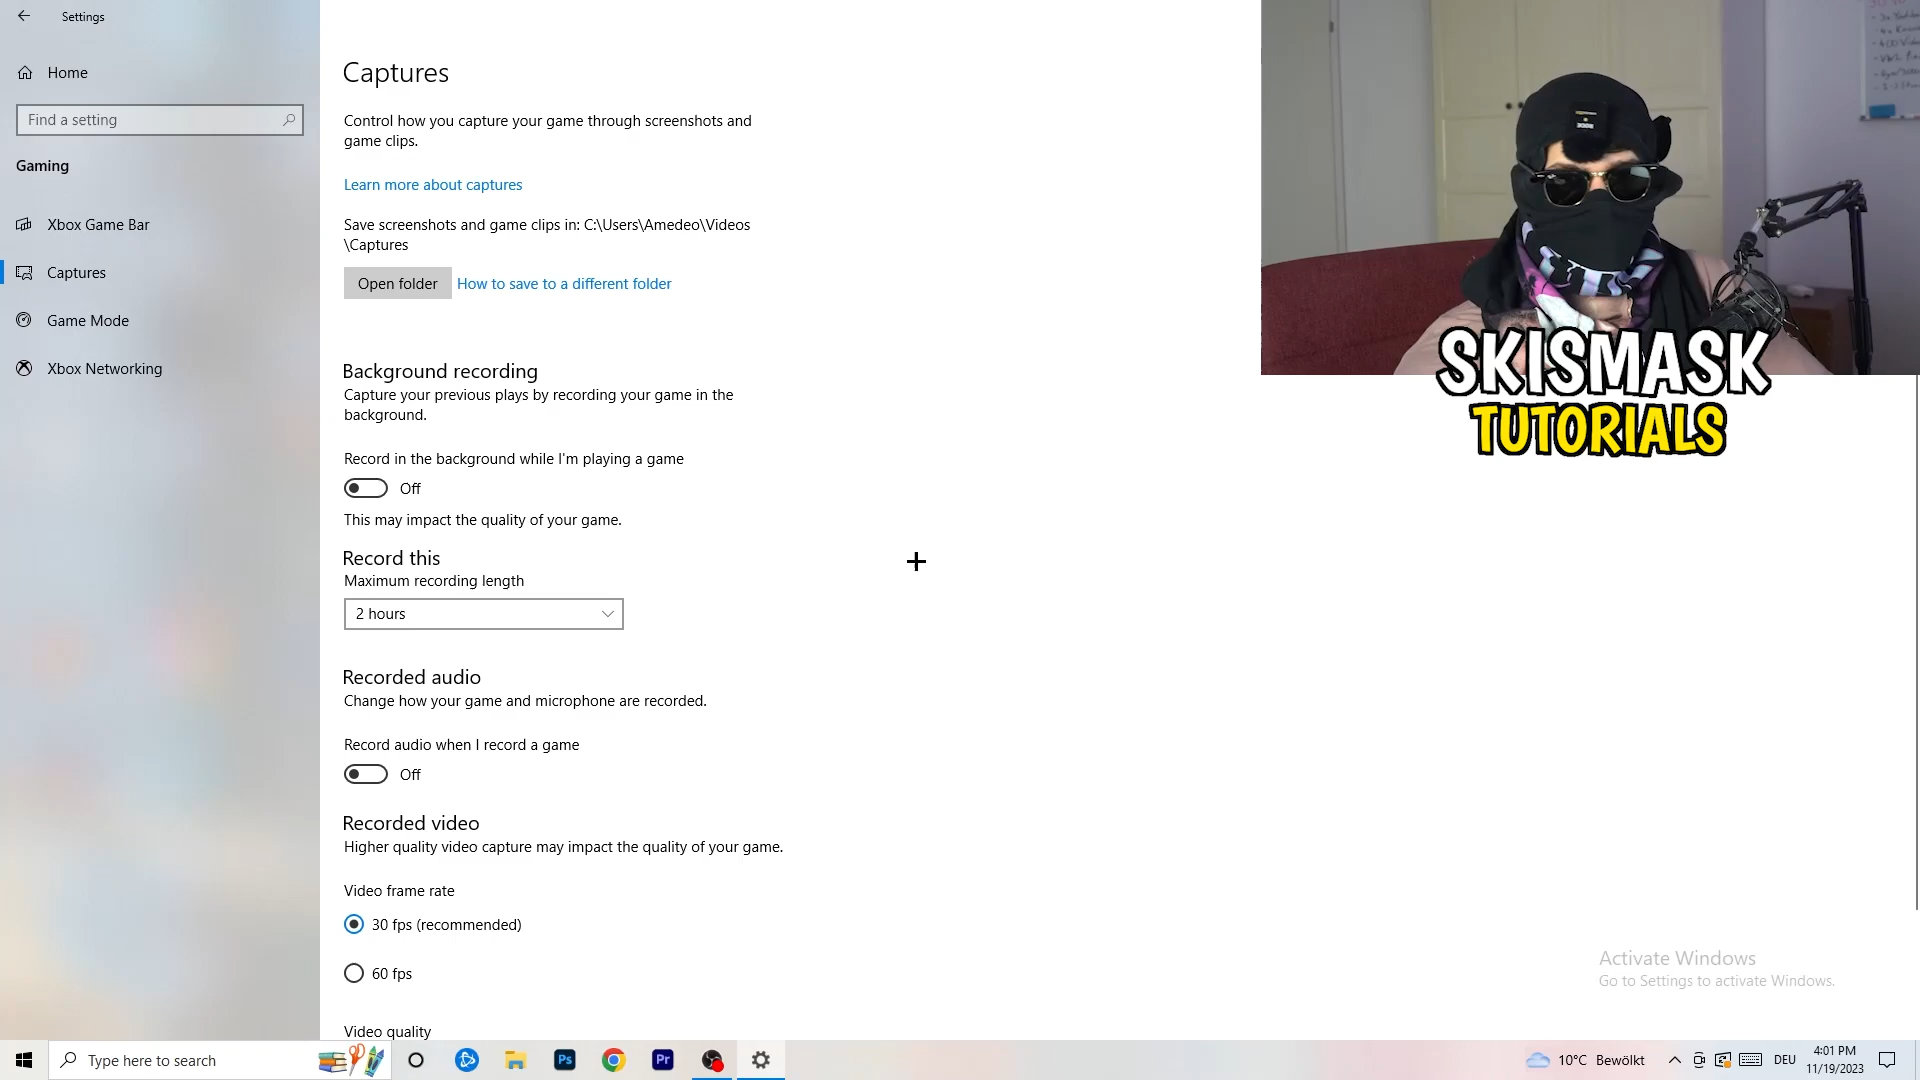 Settings
Home
Find a setting
Gaming
Xbox Game Bar
Captures
Game Mode
Xbox Networking
Captures
Control how you capture your game through screenshots and
game clips.
Learn more about captures
Save screenshots and game clips in: C:\Users\Amedeo\Videos
\Captures
Open folder
How to save to a different folder
Background recording
Capture your previous plays by recording your game in the
background.
Record in the background while I'm playing a game
Off
This may impact the quality of your game.
Record this
Maximum recording length
2 hours
Recorded audio
Change how your game and microphone are recorded.
Record audio when I record a game
Off
Recorded video
Higher quality video capture may impact the quality of your game.
Video frame rate
30 fps (recommended)
60 fps
Video quality
SKISMASK
TUTORIALS
Activate Windows
Go to Settings to activate Windows.
Type here to search
Ps
Pr
10°C Bewölkt
DEU
4:01 PM
11/19/2023